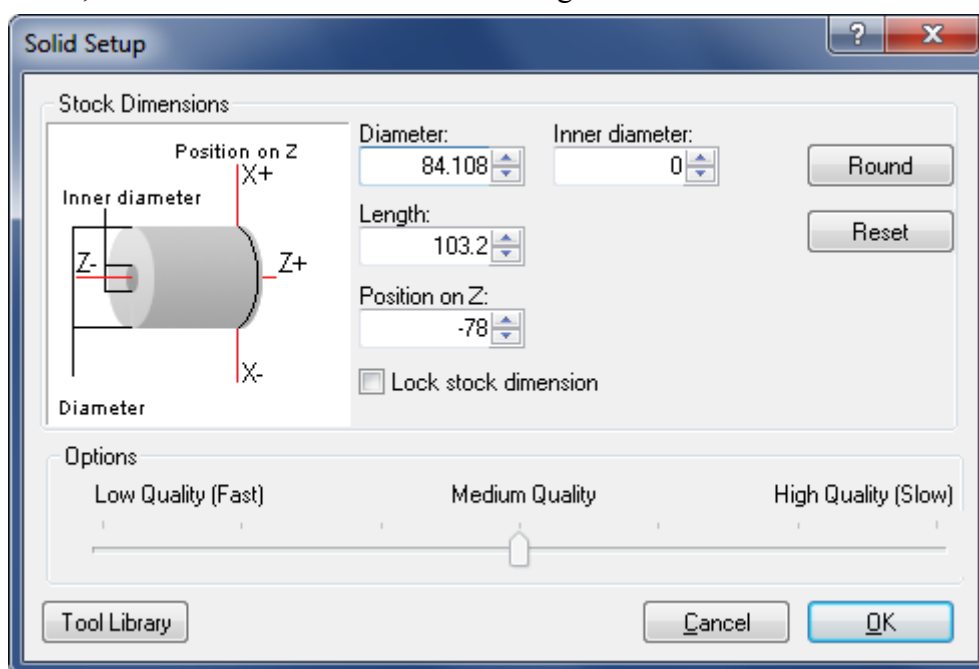 Solid Setup
Stock Dimensions
Position on Z
X+
Inner diameter
Z-
Z+
X-
Diameter
Diameter:
84.108
Inner diameter:
0
Length:
103.2
Position on Z:
-78
Lock stock dimension
Round
Reset
Options
Low Quality (Fast)
Medium Quality
High Quality (Slow)
Tool Library
Cancel
OK